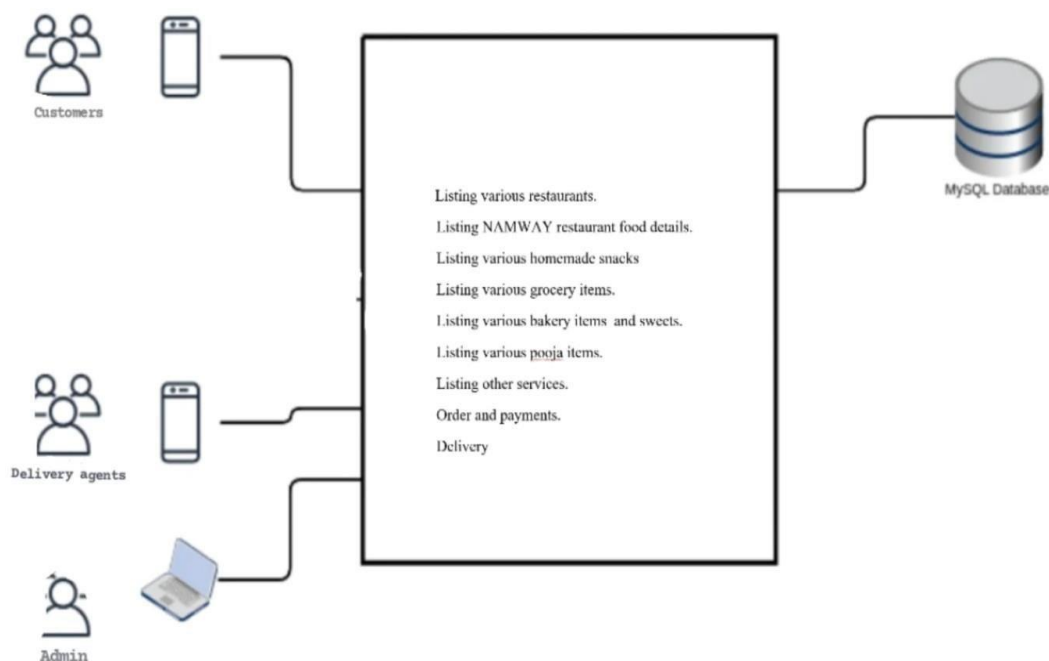 Customers
Listing various restaurants.
Listing NAMWAY restaurant food details.
Listing various homemade snacks
Listing various grocery items.
Listing various bakery items and sweets.
Listing various pooja items.
Listing other services.
Order and payments.
Delivery
MySQL Database
Delivery agents
Admin